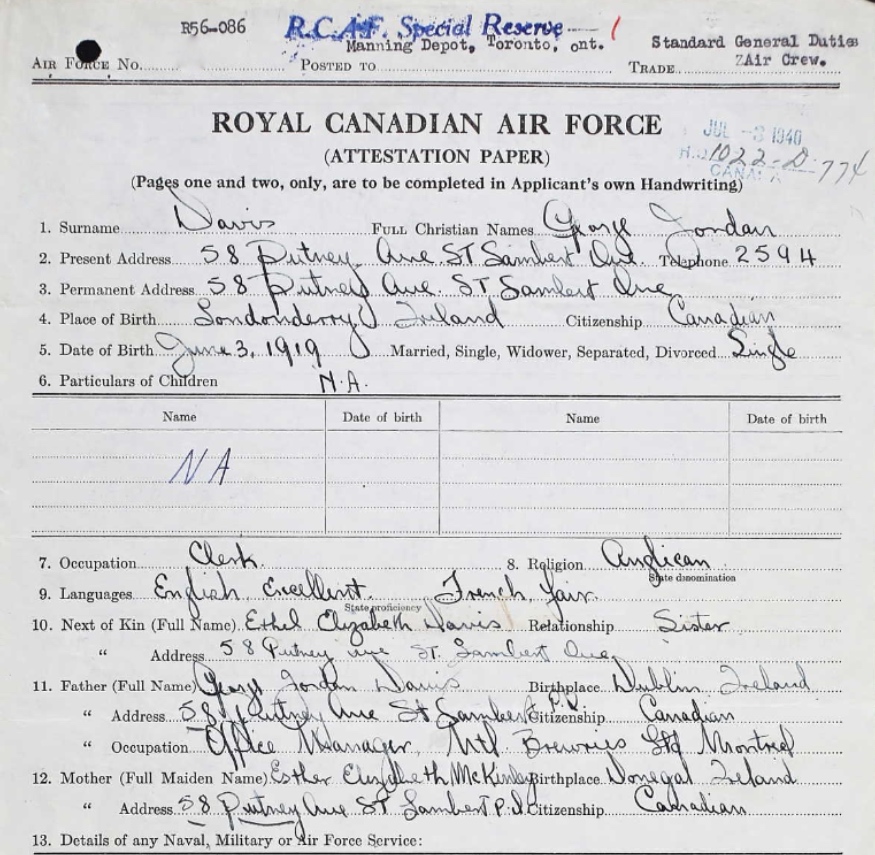 R56-086 R.C.A.F. Special Reserve
Manning Depot, Toronto, ont. Standard General Duties
AIR FORCE No. POSTED TO TRADE Air Crew.
ROYAL CANADIAN AIR FORCE
JUL -3 1940
(ATTESTATION PAPER)
H.Q. 1022-D-774
CANADA
(Pages one and two, only, are to be completed in Applicant's own Handwriting)
1. Surname Davis FULL Christian Names George Jordan
2. Present Address 58 Putney Ave. ST Lambert Que. Telephone 2594
3. Permanent Address 58 Putney Ave. ST Lambert Que
4. Place of Birth Londonderry Ireland Citizenship Canadian
5. Date of Birth June 3, 1919 Married, Single, Widower, Separated, Divorced Single
6. Particulars of Children N.A.
Name Date of birth Name Date of birth
NA
7. Occupation Clerk 8. Religion Anglican
State denomination
9. Languages English Excellent. French, Fair.
State proficiency
10. Next of Kin (Full Name) Ethel Elizabeth Davis Relationship Sister
" Address 58 Putney ave ST. Lambert Que
11. Father (Full Name) George Jordan Davis Birthplace Dublin Ireland
" Address 58 Putney Ave St Lambert P.Q. Citizenship Canadian
" Occupation Office Manager, Mtl. Breweries Ltd Montreal
12. Mother (Full Maiden Name) Esther Elizabeth McKinley Birthplace Donegal Ireland
" Address 58 Putney Ave ST Lambert P.Q. Citizenship Canadian
13. Details of any Naval, Military or Air Force Service: